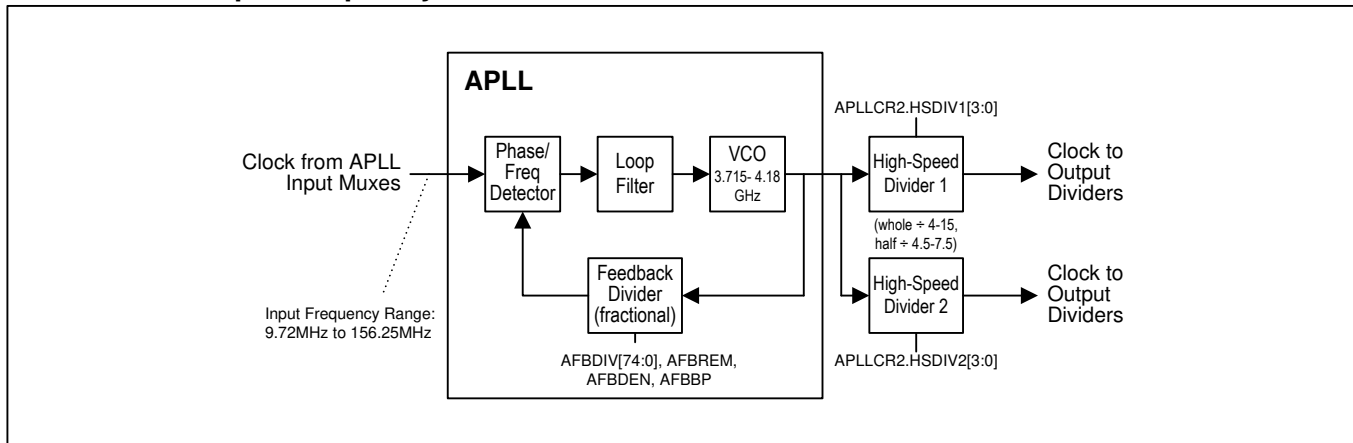 APLL
APLLCR2.HSDIV1[3:0]
Clock from APLL
Input Muxes
Phase/
Freq
Detector
Loop
Filter
VCO
3.715- 4.18
GHz
High-Speed
Divider 1
Clock to
Output
Dividers
(whole ÷ 4-15,
half ÷ 4.5-7.5)
Feedback
Divider
(fractional)
High-Speed
Divider 2
Clock to
Output
Dividers
Input Frequency Range:
9.72MHz to 156.25MHz
AFBDIV[74:0], AFBREM,
AFBDEN, AFBBP
APLLCR2.HSDIV2[3:0]